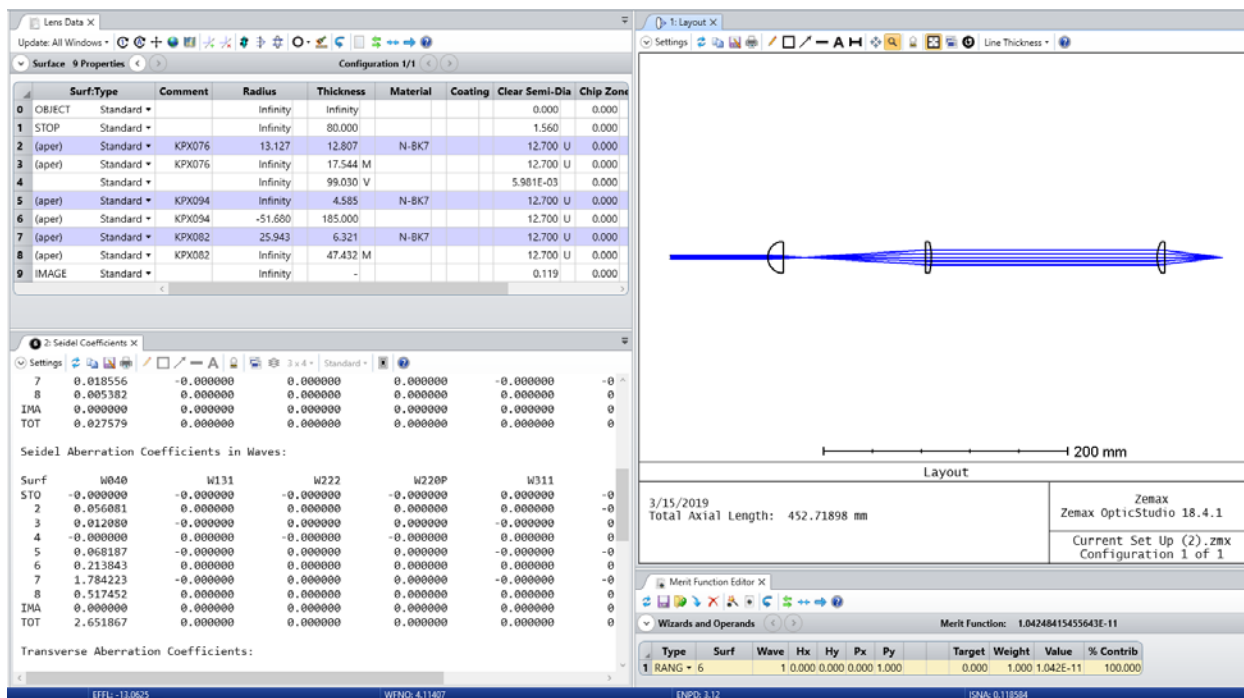 Lens Data X
Update: All Windows
Surface 9 Properties Configuration 1/1
Surf:Type Comment Radius Thickness Material Coating Clear Semi-Dia Chip Zone
0 OBJECT Standard Infinity Infinity 0.000 0.000
1 STOP Standard Infinity 80.000 1.560 0.000
2 (aper) Standard KPX076 13.127 12.807 N-BK7 12.700 U 0.000
3 (aper) Standard KPX076 Infinity 17.544 M 12.700 U 0.000
4 Standard Infinity 99.030 V 5.981E-03 0.000
5 (aper) Standard KPX094 Infinity 4.585 N-BK7 12.700 U 0.000
6 (aper) Standard KPX094 -51.680 185.000 12.700 U 0.000
7 (aper) Standard KPX082 25.943 6.321 N-BK7 12.700 U 0.000
8 (aper) Standard KPX082 Infinity 47.432 M 12.700 U 0.000
9 IMAGE Standard Infinity - 0.119 0.000
2: Seidel Coefficients X
Settings A 3 x 4 Standard
7 0.018556 -0.000000 0.000000 0.000000 -0.000000 -0
8 0.005382 0.000000 0.000000 0.000000 0.000000 0
IMA 0.000000 0.000000 0.000000 0.000000 0.000000 0
TOT 0.027579 0.000000 0.000000 0.000000 0.000000 0
Seidel Aberration Coefficients in Waves:
Surf W040 W131 W222 W220P W311
STO -0.000000 -0.000000 -0.000000 -0.000000 0.000000 -0
2 0.056081 0.000000 0.000000 0.000000 0.000000 -0
3 0.012080 -0.000000 0.000000 0.000000 -0.000000 0
4 -0.000000 0.000000 -0.000000 -0.000000 0.000000 0
5 0.068187 -0.000000 0.000000 0.000000 -0.000000 -0
6 0.213843 0.000000 0.000000 0.000000 0.000000 0
7 1.784223 -0.000000 0.000000 0.000000 -0.000000 -0
8 0.517452 0.000000 0.000000 0.000000 0.000000 0
IMA 0.000000 0.000000 0.000000 0.000000 0.000000 0
TOT 2.651867 0.000000 0.000000 0.000000 0.000000 0
Transverse Aberration Coefficients:
1: Layout X
Settings A H Line Thickness
200 mm
Layout
3/15/2019
Total Axial Length: 452.71898 mm
Zemax
Zemax OpticStudio 18.4.1
Current Set Up (2).zmx
Configuration 1 of 1
Merit Function Editor X
Wizards and Operands Merit Function: 1.04248415455643E-11
Type Surf Wave Hx Hy Px Py Target Weight Value % Contrib
1 RANG 6 1 0.000 0.000 0.000 1.000 0.000 1.000 1.042E-11 100.000
EFFL: -13.0625 WFNO: 4.11407 ENPD: 3.12 ISNA: 0.118584